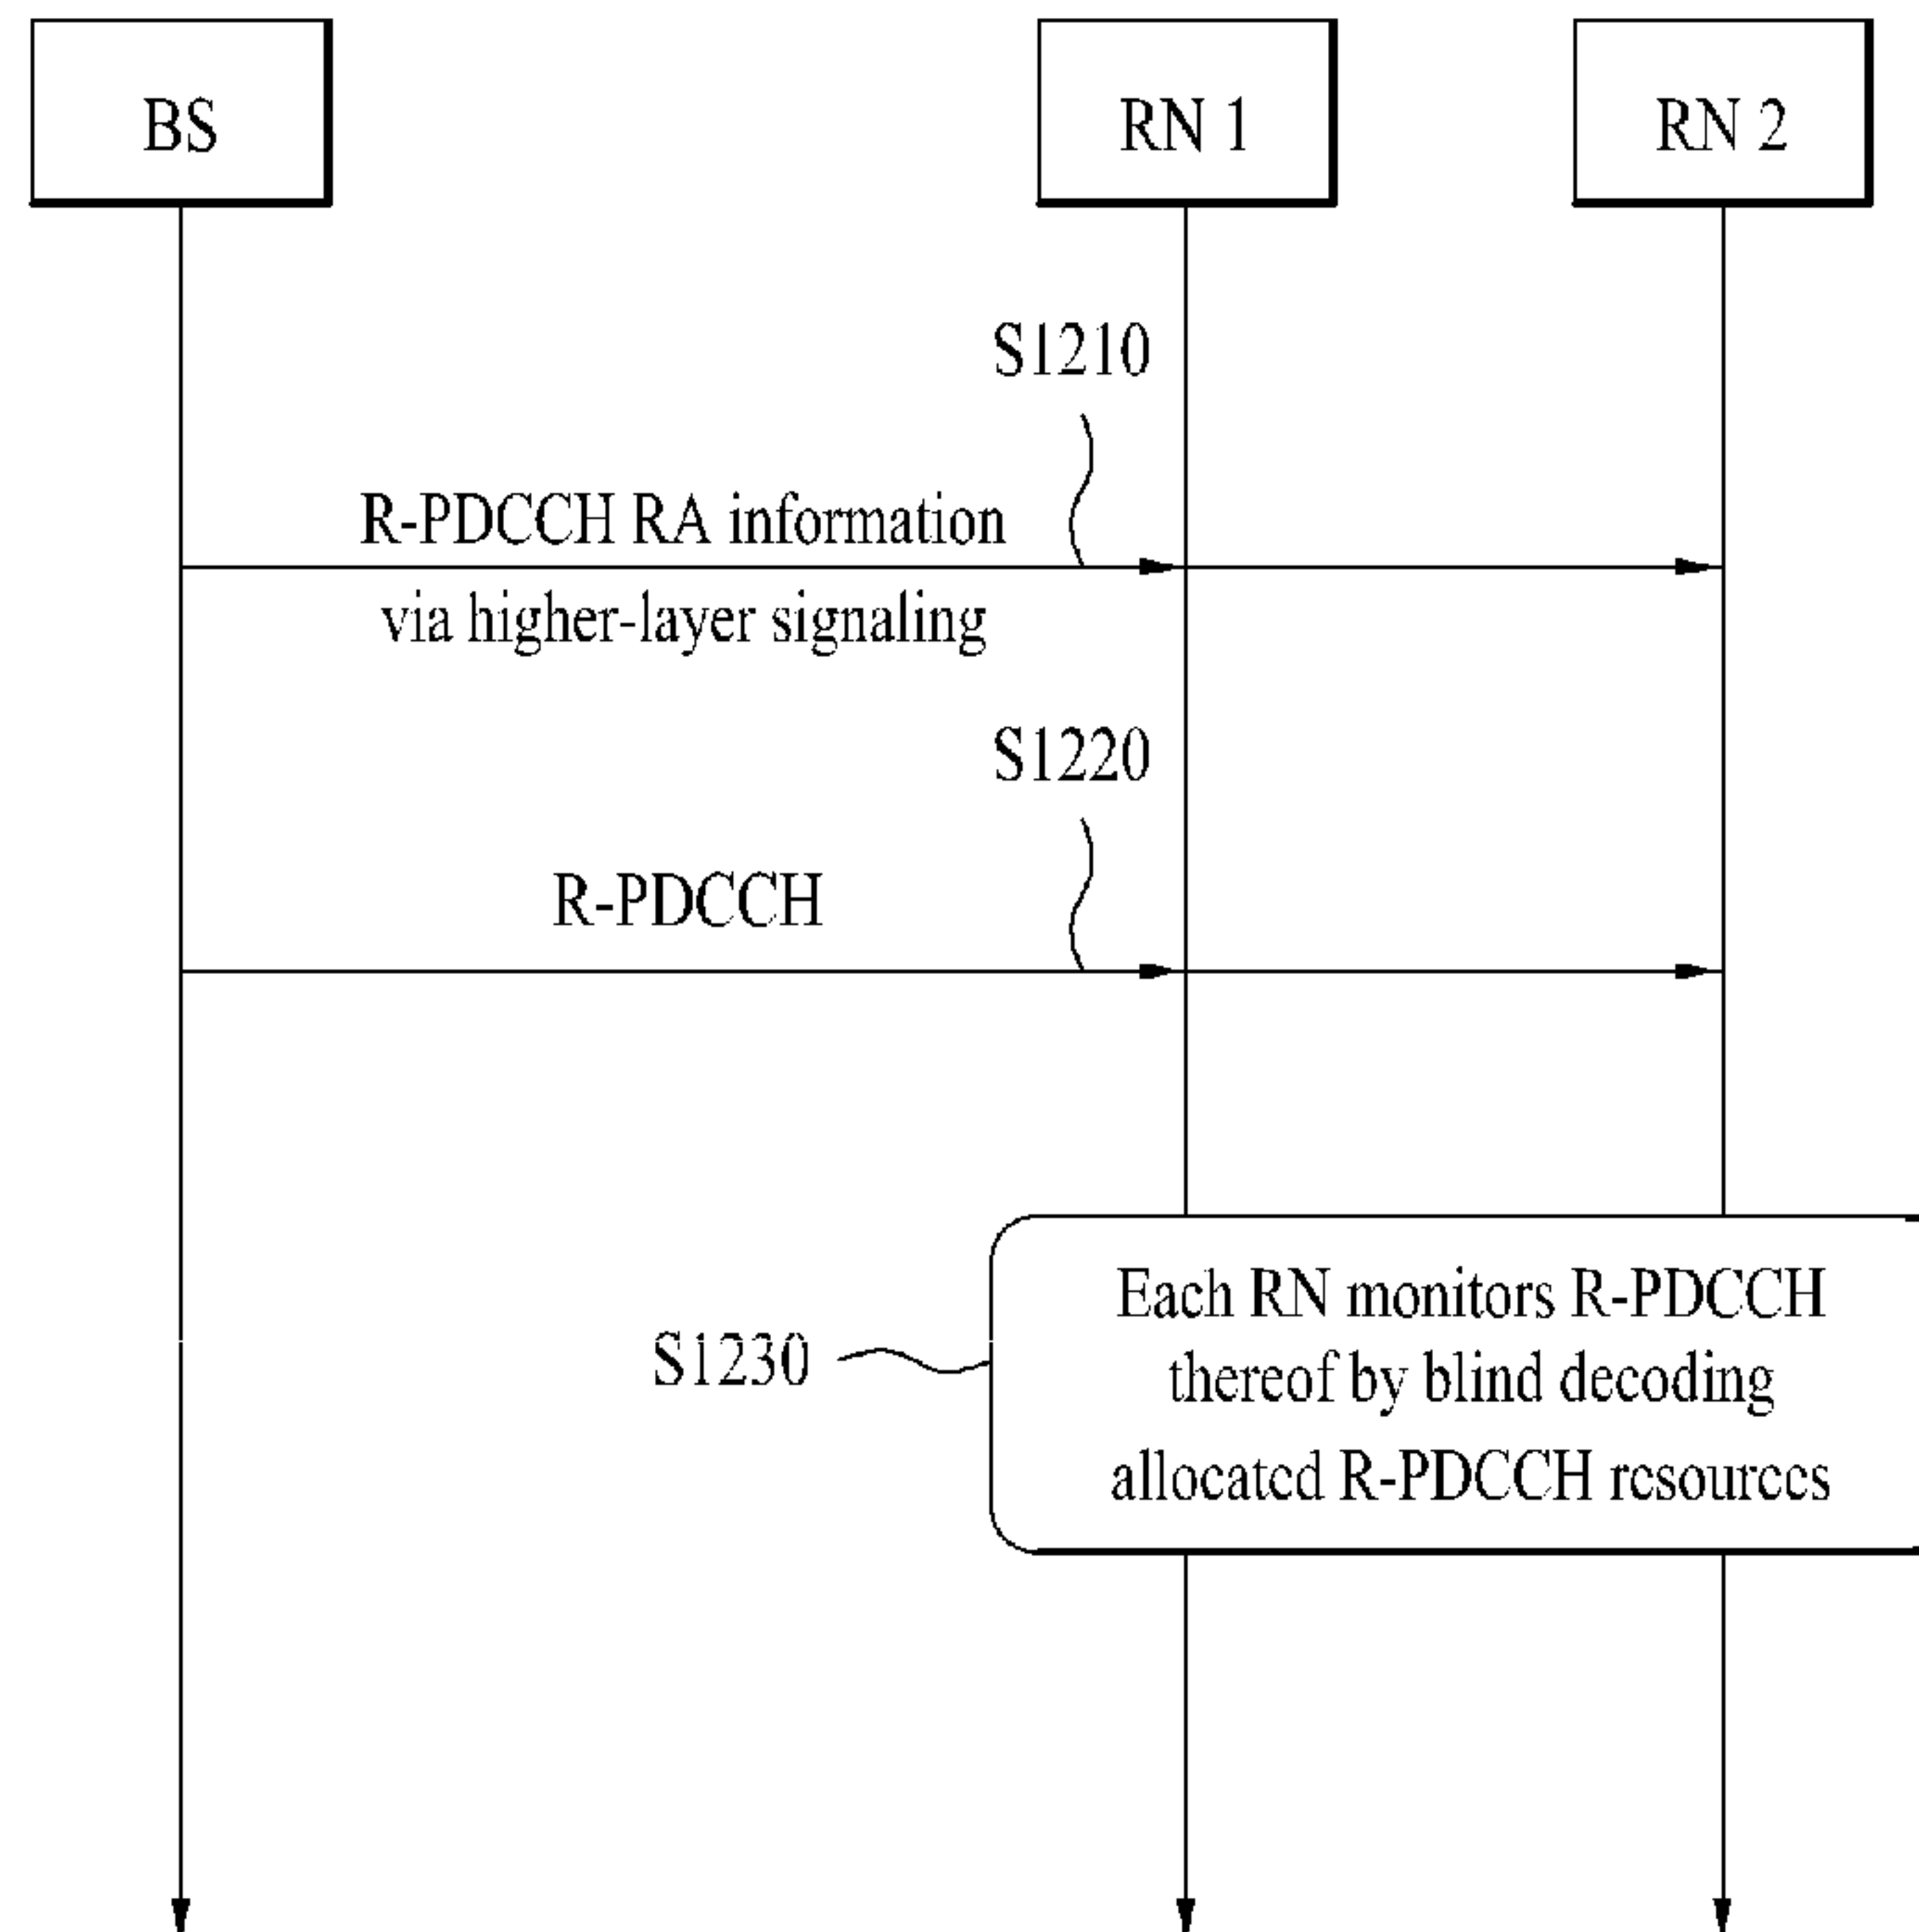 BS
RN 1
RN 2
S1210
R-PDCCH RA information
via higher-layer signaling
S1220
R-PDCCH
Each RN monitors R-PDCCH
S1230
thereof by blind decoding
allocated R-PDCCH resources